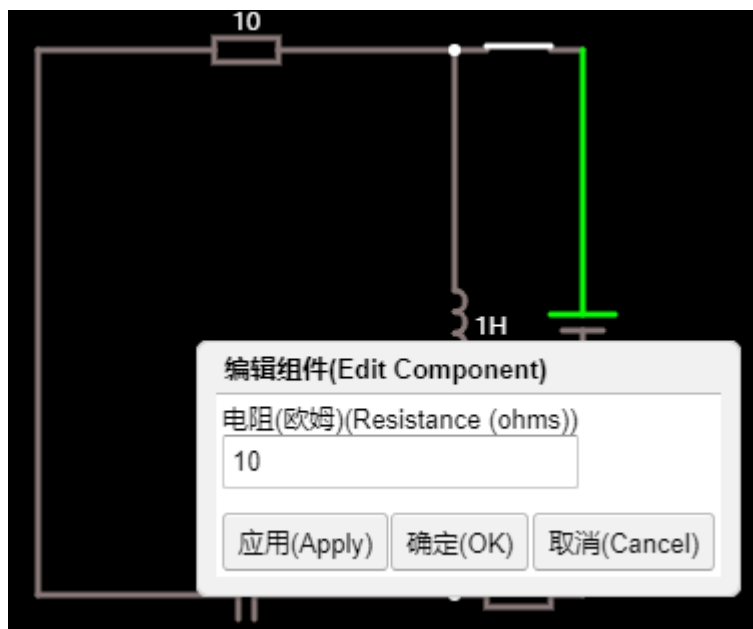 10
1H
编辑组件(Edit Component)
电阻(欧姆)(Resistance (ohms))
10
应用(Apply) 确定(OK) 取消(Cancel)